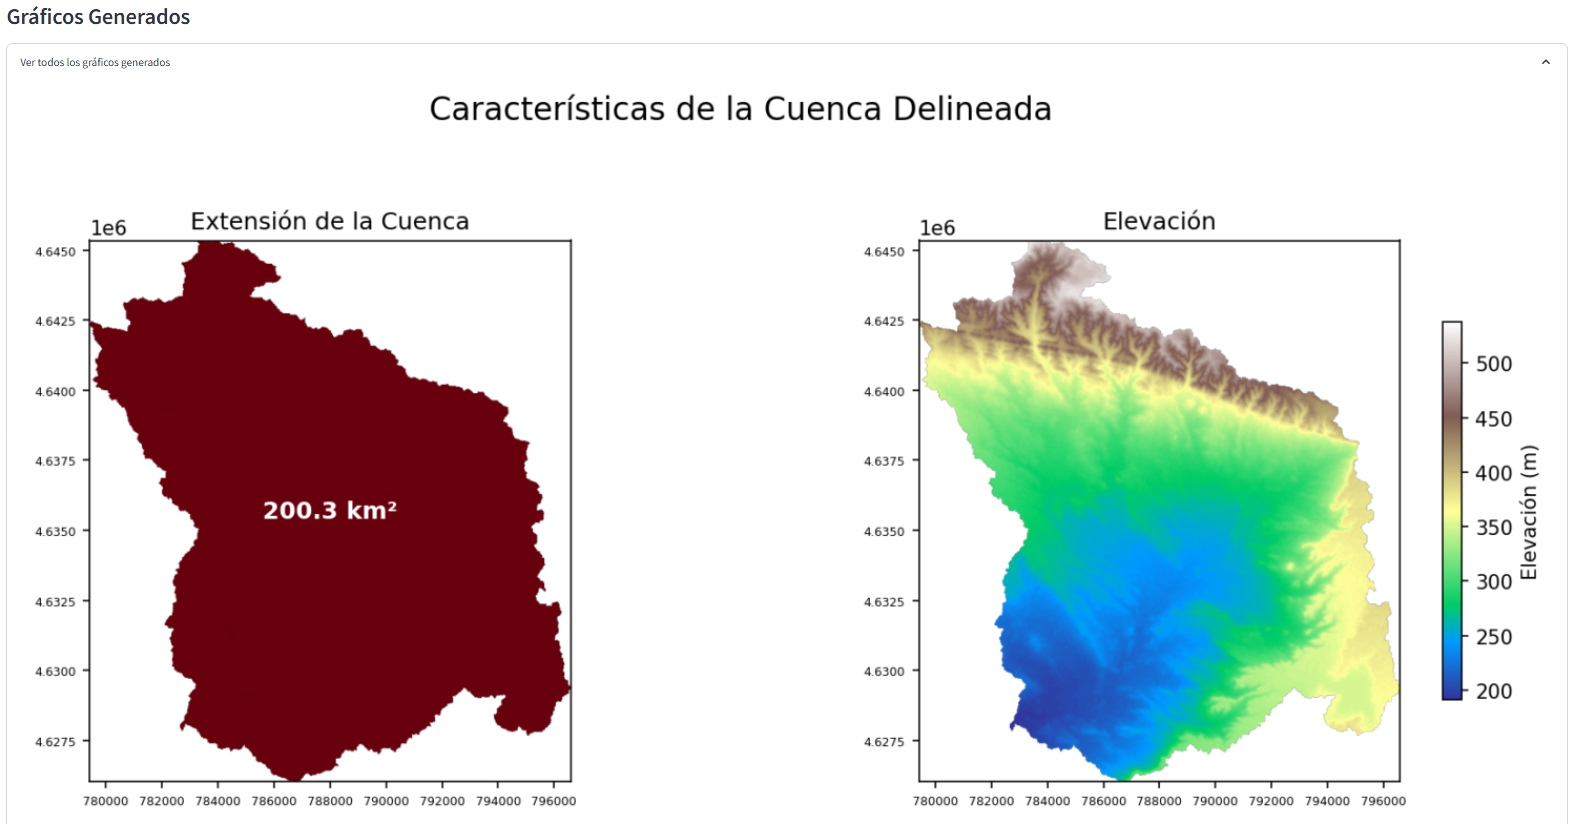 Gráficos Generados
Ver todos los gráficos generados
Características de la Cuenca Delineada
Extensión de la Cuenca
1e6
4.6450
4.6425
4.6400
4.6375
4.6350
4.6325
4.6300
4.6275
200.3 km²
780000 782000 784000 786000 788000 790000 792000 794000 796000
Elevación
1e6
4.6450
4.6425
4.6400
4.6375
4.6350
4.6325
4.6300
4.6275
780000 782000 784000 786000 788000 790000 792000 794000 796000
500
450
400
350
300
250
200
Elevación (m)